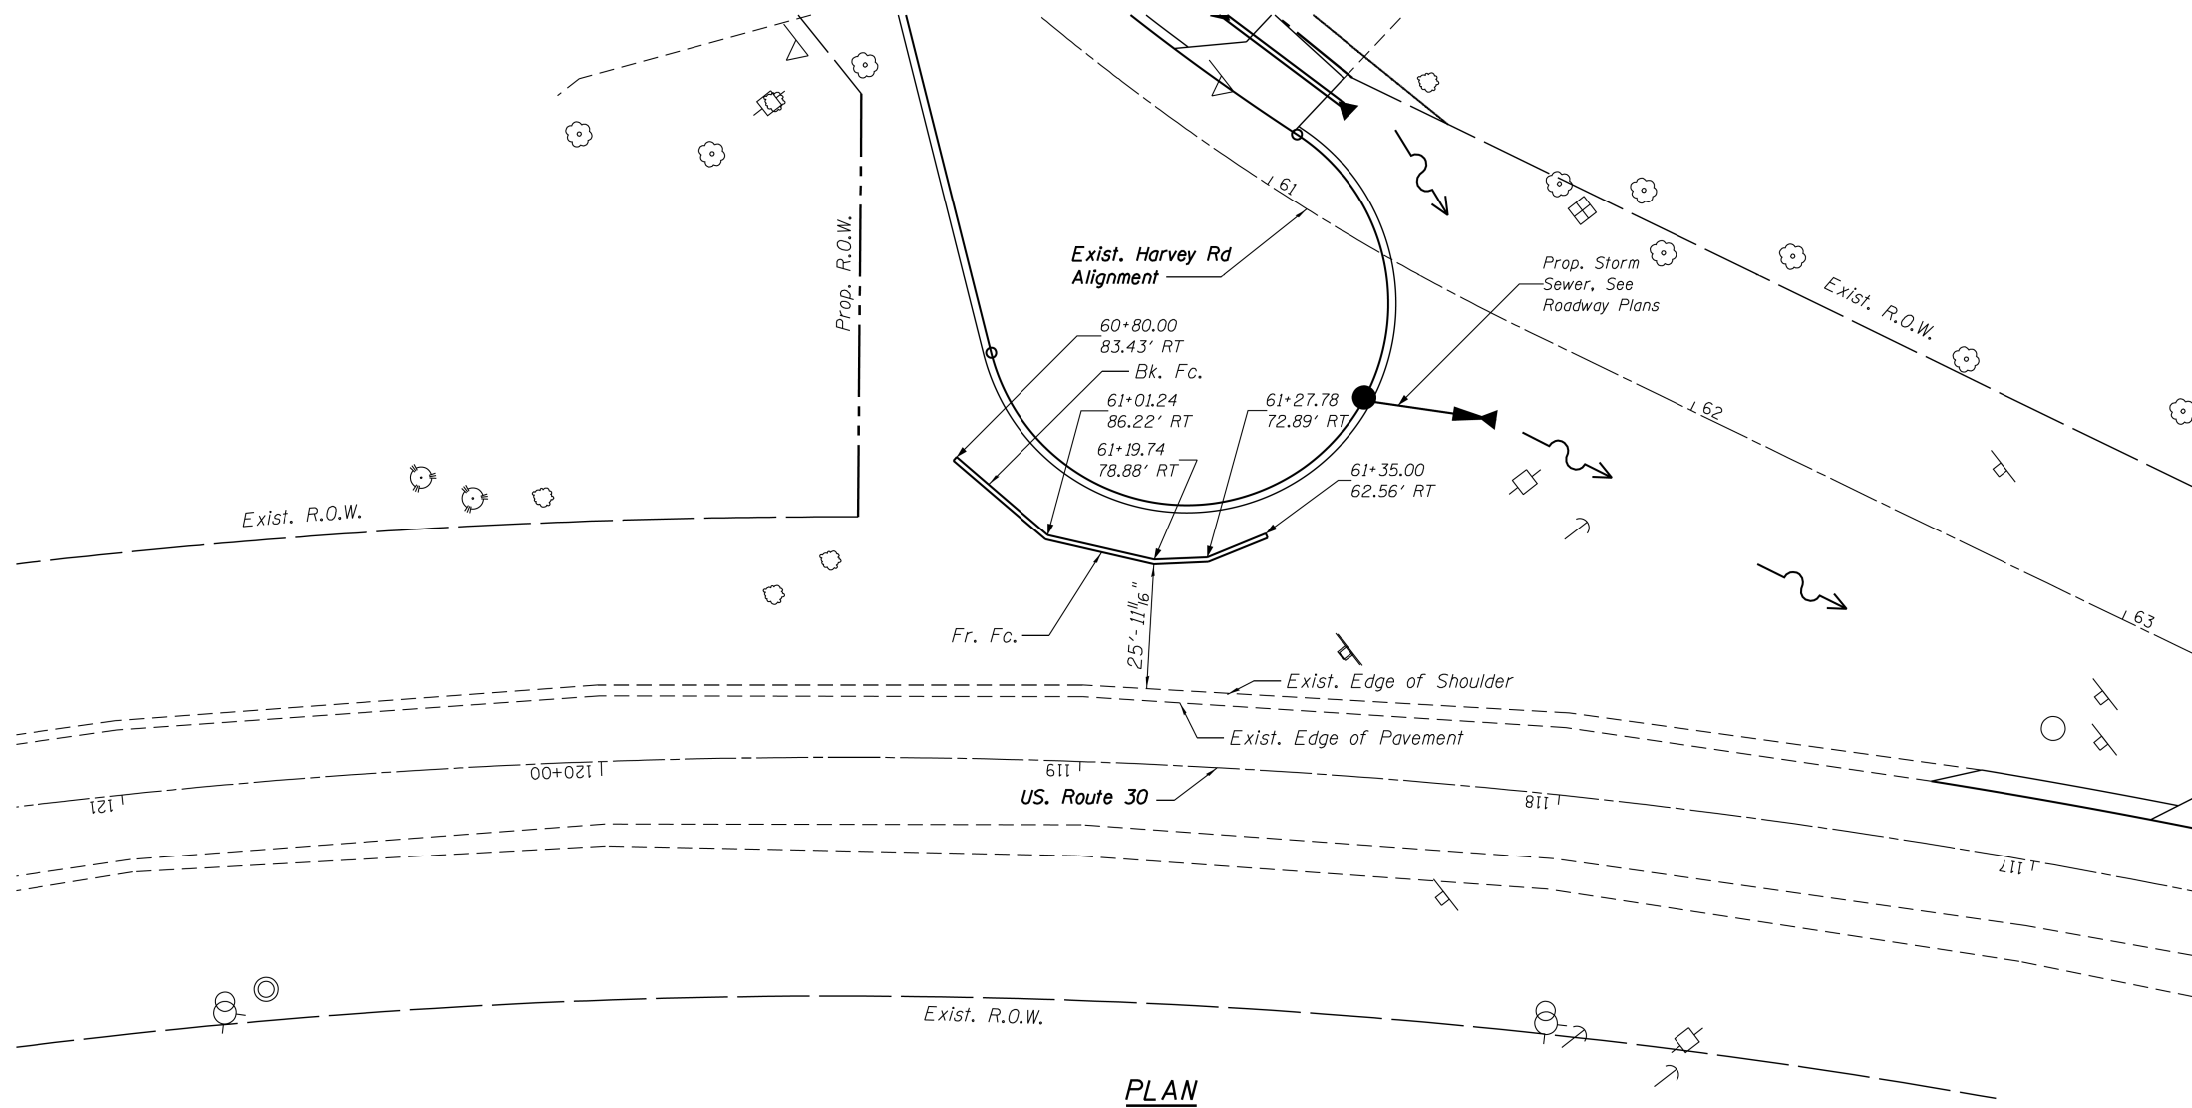 61
Prop. R.O.W.
Exist. Harvey Rd
Alignment
Prop. Storm
Sewer, See
Roadway Plans
Exist. R.O.W.
60+80.00
83.43' RT
Bk. Fc.
61+01.24
86.22' RT
61+27.78
72.89' RT
62
61+19.74
78.88' RT
61+35.00
62.56' RT
Exist. R.O.W.
25'-11 11/16"
Fr. Fc.
63
Exist. Edge of Shoulder
Exist. Edge of Pavement
121
120+00
119
US. Route 30
118
117
Exist. R.O.W.
PLAN